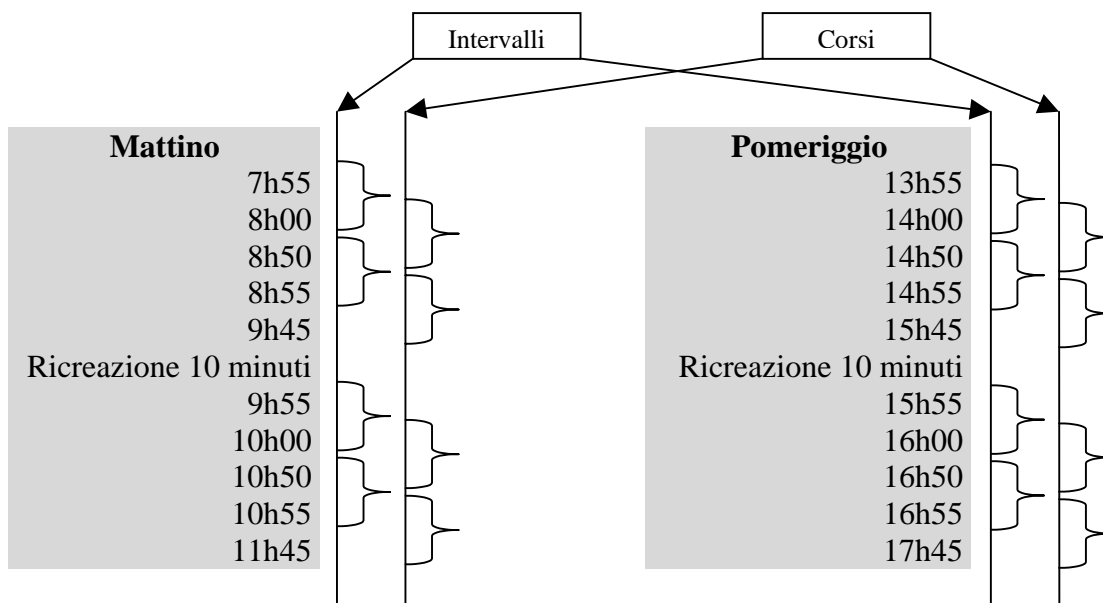 Intervalli
Corsi
Mattino
7h55
8h00
8h50
8h55
9h45
Ricreazione 10 minuti
9h55
10h00
10h50
10h55
11h45
Pomeriggio
13h55
14h00
14h50
14h55
15h45
Ricreazione 10 minuti
15h55
16h00
16h50
16h55
17h45